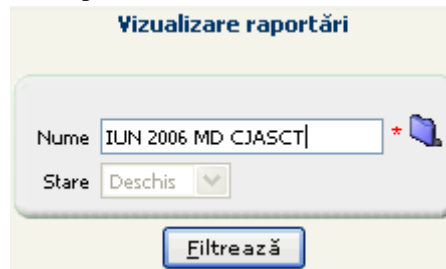 Vizualizare raportări
Nume IUN 2006 MD CJASCT *
Stare Deschis
Filtrează